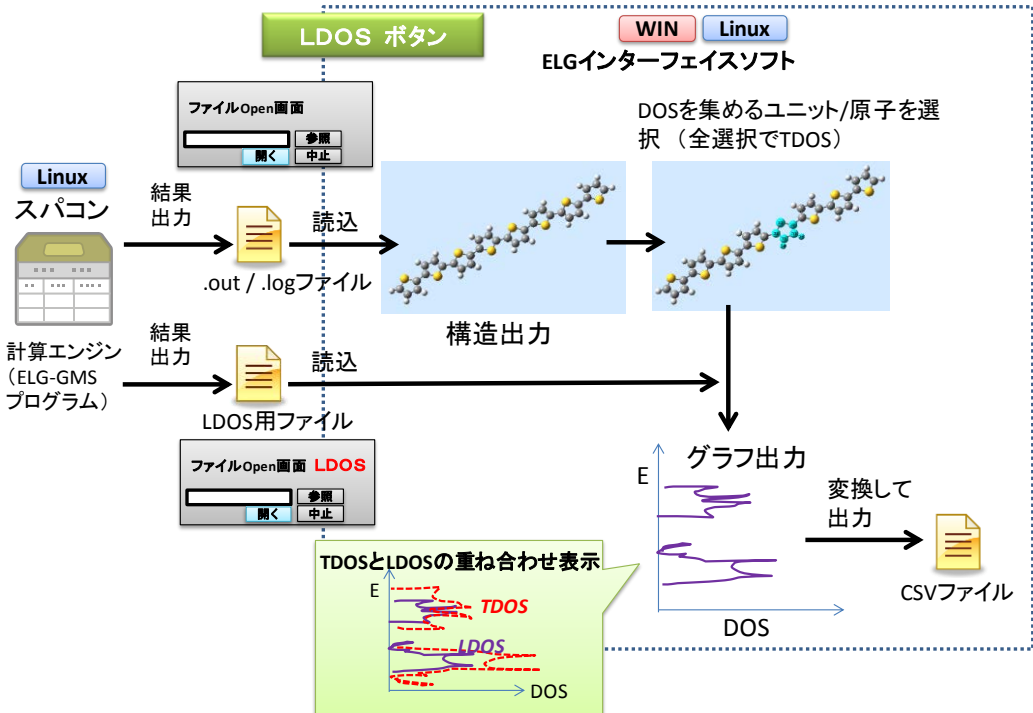 LDOS ボタン
WIN
Linux
ELGインターフェイスソフト
ファイルOpen画面
参照
開く
中止
DOSを集めるユニット/原子を選
択 （全選択でTDOS）
Linux
スパコン
結果
出力
読込
.out / .logファイル
構造出力
計算エンジン
（ELG-GMS
プログラム）
結果
出力
読込
LDOS用ファイル
ファイルOpen画面 LDOS
参照
開く
中止
グラフ出力
E
DOS
変換して
出力
CSVファイル
TDOSとLDOSの重ね合わせ表示
E
TDOS
LDOS
DOS